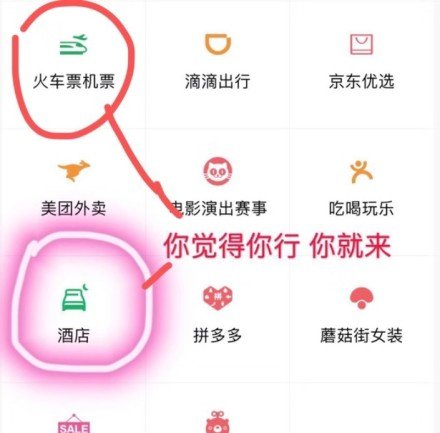 火车票机票
滴滴出行
京东优选
美团外卖
电影演出赛事
吃喝玩乐
你觉得你行 你就来
酒店
拼
拼多多
蘑菇街女装
SALE